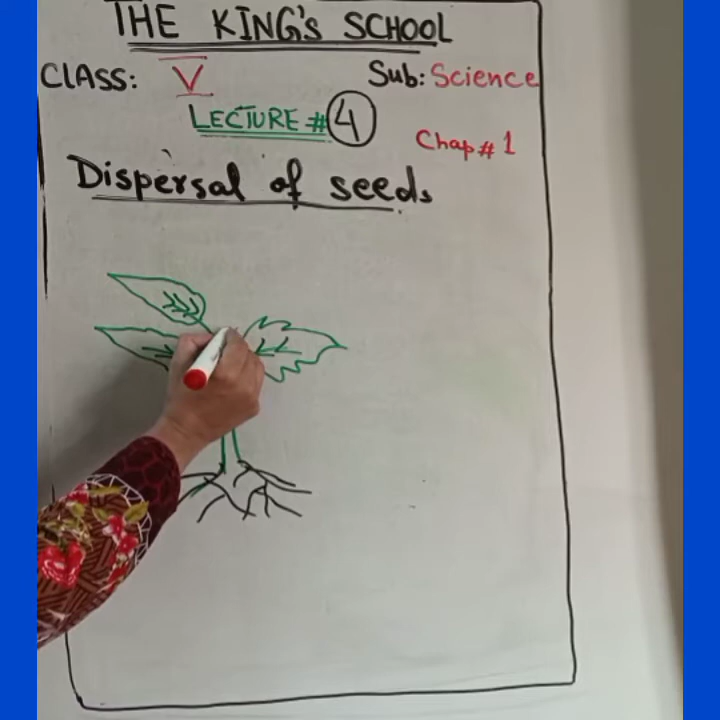 THE KING'S SCHOOL
CLASS: V Sub: Science
LECTURE # 4
Chap # 1
Dispersal of seeds